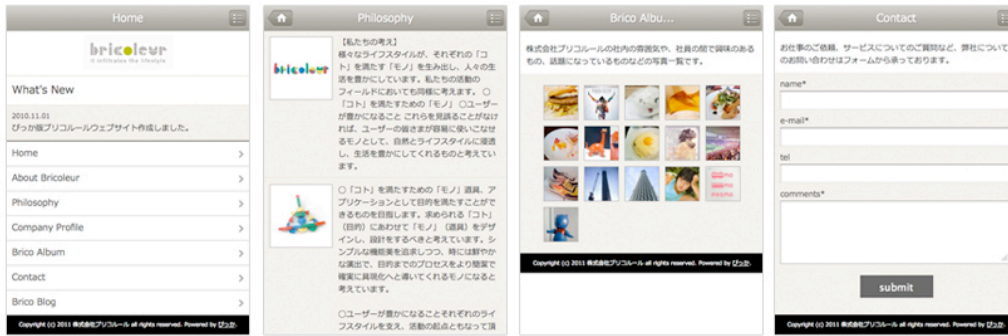 Home
bricoleur
it infiltrates the lifestyle
What's New
2010.11.01
ぴっか版ブリコルールウェブサイト作成しました。
Home
About Bricoleur
Philosophy
Company Profile
Brico Album
Contact
Brico Blog
Copyright (c) 2011 株式会社ブリコルール all rights reserved. Powered by ぴっか.
Philosophy
bricoleur
【私たちの考え】
様々なライフスタイルが、それぞれの「コ
ト」を満たす「モノ」を生み出し、人々の生
活を豊かにしています。私たちの活動の
フィールドにおいても同様に考えます。 〇
「コト」を満たすための「モノ」 〇ユーザー
が豊かになること これらを見誤ることがなけ
れば、ユーザーの皆さまが容易に使いこなせ
るモノとして、自然とライフスタイルに浸透
し、生活を豊かにしてくれるものと考えてい
ます。
〇「コト」を満たすための「モノ」道具、ア
プリケーションとして目的を満たすことがで
きるものを目指します。求められる「コト」
（目的）にあわせて「モノ」（道具）をデザ
インし、設計をするべきと考えています。シ
ンプルな機能美を追求しつつ、時には鮮やか
な演出で、目的までのプロセスをより簡潔で
確実に具現化へと導いてくれるモノになると
考えています。
〇ユーザーが豊かになることそれぞれのライ
フスタイルを支え、活動の起点ともなって頂
Brico Albu...
株式会社ブリコルールの社内の雰囲気や、社員の間で興味のある
もの、話題になっているものなどの写真一覧です。
Copyright (c) 2011 株式会社ブリコルール all rights reserved. Powered by ぴっか.
Contact
お仕事のご依頼、サービスについてのご質問など、弊社について
のお問い合わせはフォームから承っております。
name*
e-mail*
tel
comments*
submit
Copyright (c) 2011 株式会社ブリコルール all rights reserved. Powered by ぴっか.